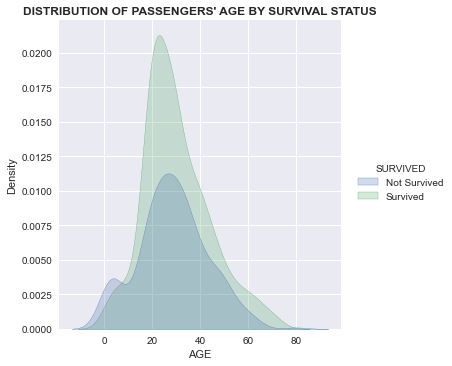 DISTRIBUTION OF PASSENGERS' AGE BY SURVIVAL STATUS
0.0200
0.0175
0.0150
0.0125
0.0100
0.0075
0.0050
0.0025
0.0000
Density
0 20 40 60 80
AGE
SURVIVED
Not Survived
Survived